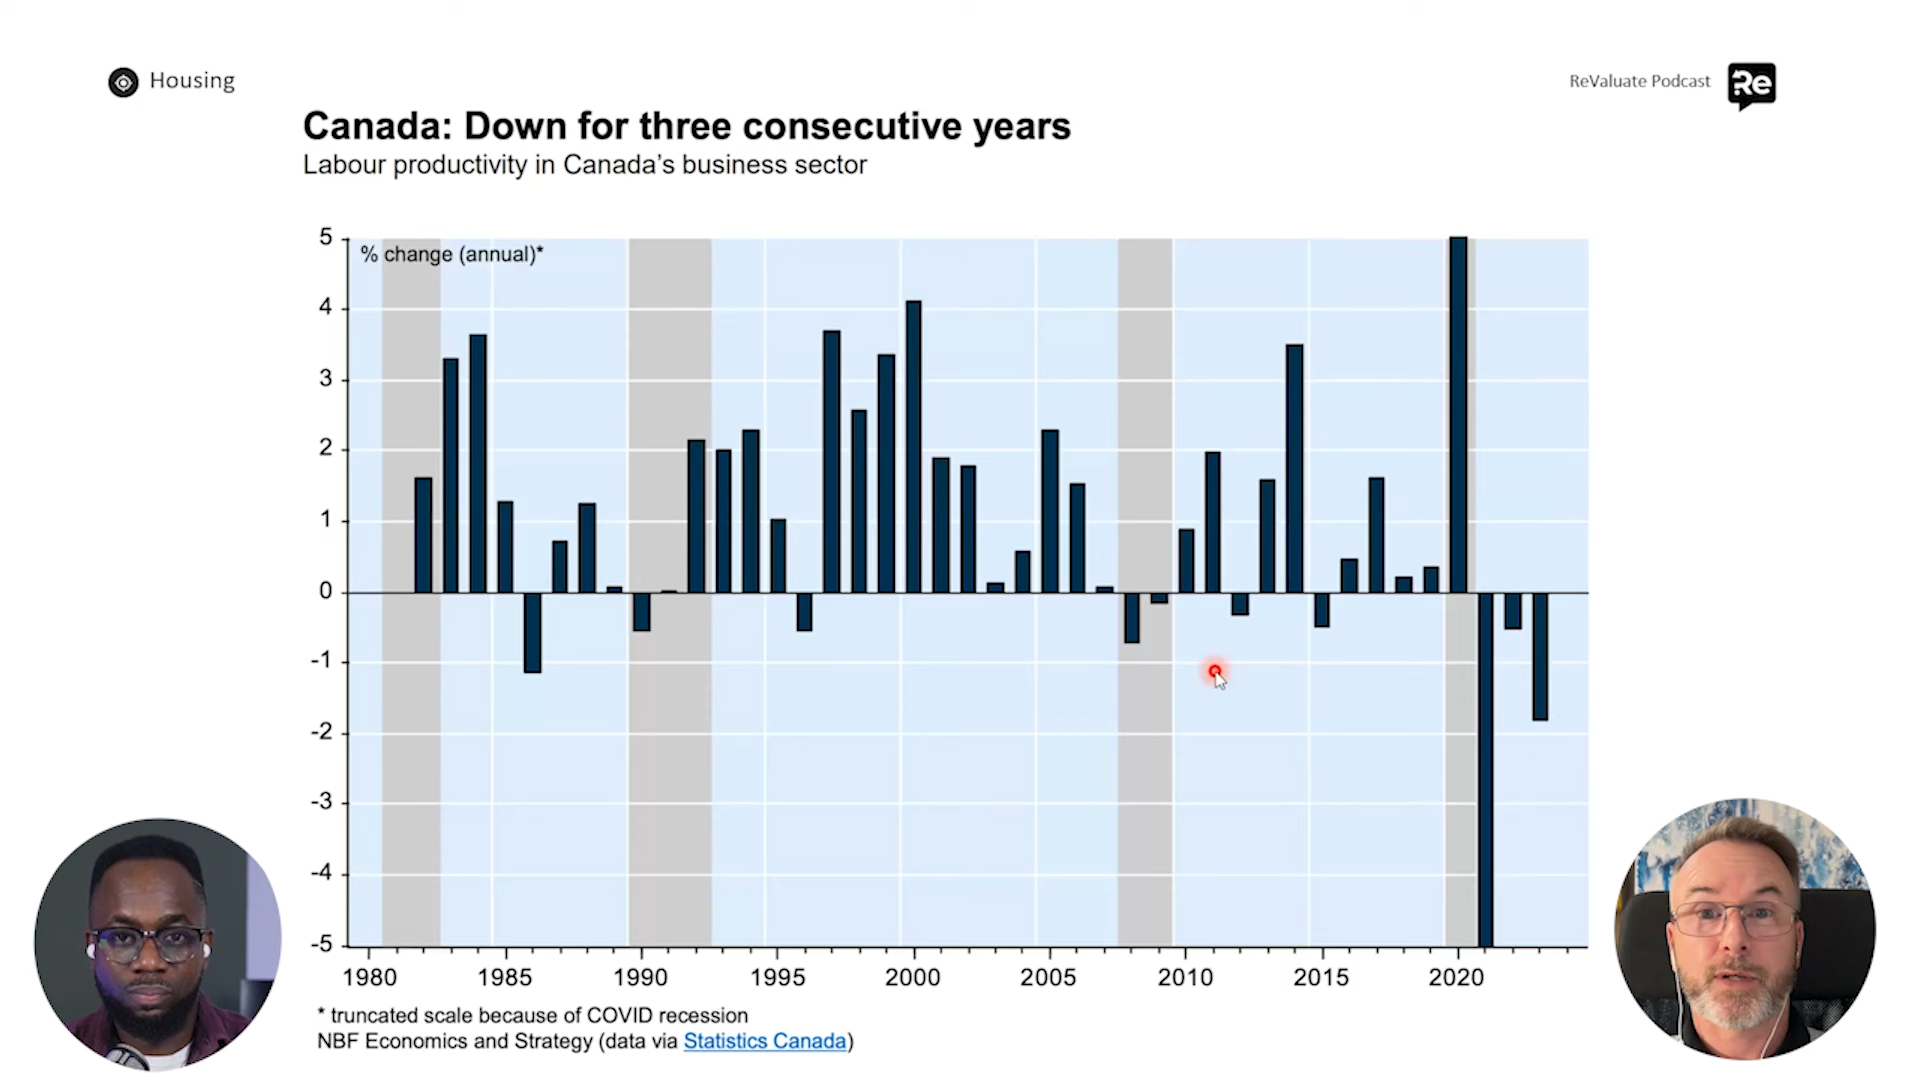 Housing
ReValuate Podcast
Re
Canada: Down for three consecutive years
Labour productivity in Canada's business sector
% change (annual)*
5
4
3
2
1
0
-1
-2
-3
-4
-5
1980 1985 1990 1995 2000 2005 2010 2015 2020
* truncated scale because of COVID recession
NBF Economics and Strategy (data via Statistics Canada)